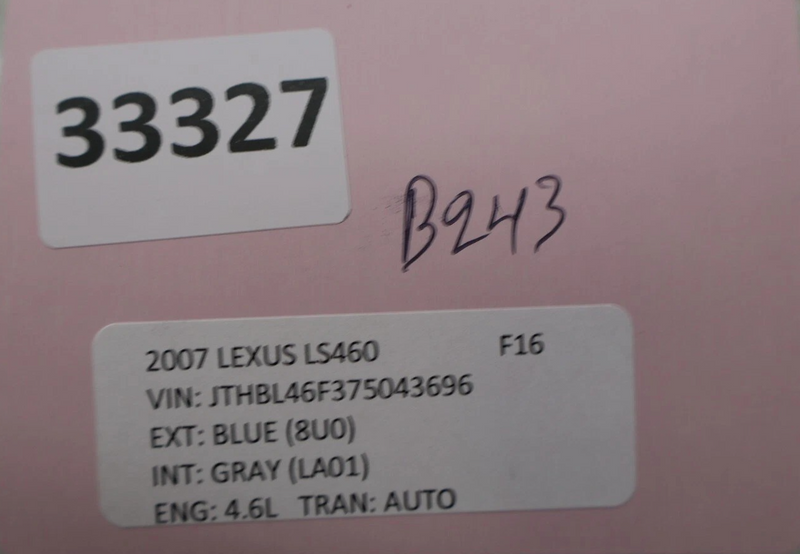 33327
B243
2007 LEXUS LS460 F16
VIN: JTHBL46F375043696
EXT: BLUE (8U0)
INT: GRAY (LA01)
ENG: 4.6L TRAN: AUTO